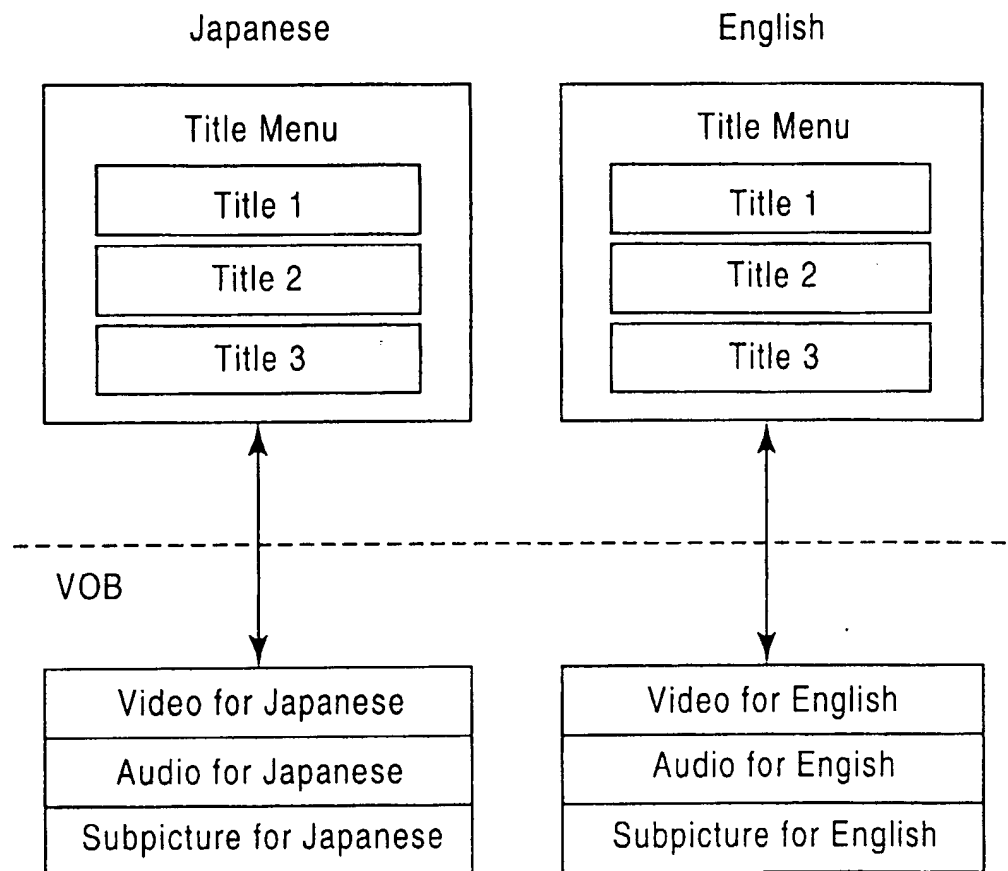 Japanese
English
Title Menu
Title 1
Title 2
Title 3
Title Menu
Title 1
Title 2
Title 3
VOB
Video for Japanese
Audio for Japanese
Subpicture for Japanese
Video for English
Audio for Engish
Subpicture for English